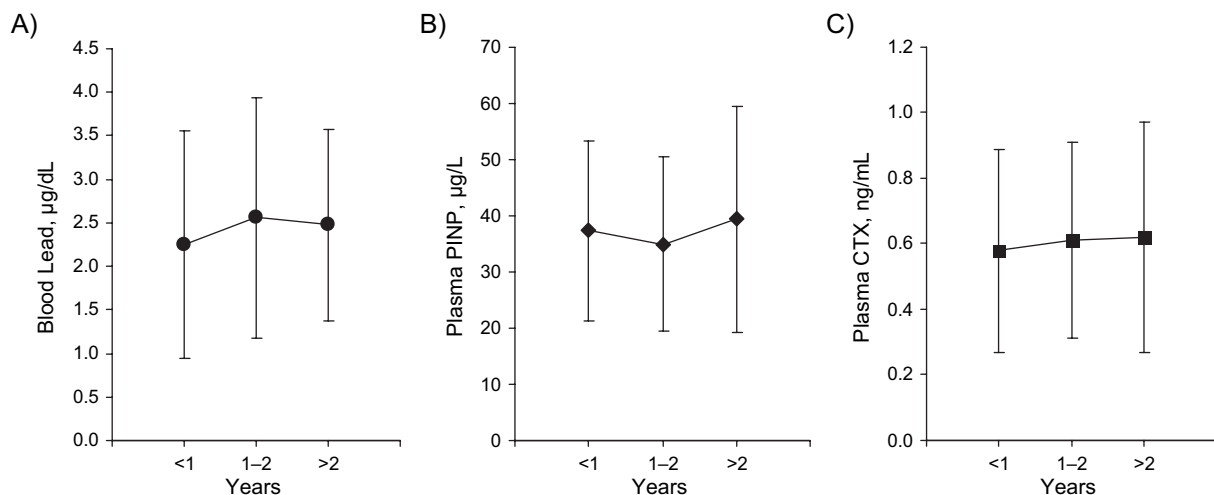 A)
4.5
4.0
3.5
3.0
2.5
2.0
1.5
1.0
0.5
0.0
Blood Lead, μg/dL
<1 1–2 >2
Years
B)
70
60
50
40
30
20
10
0
Plasma PINP, μg/L
<1 1–2 >2
Years
C)
1.2
1.0
0.8
0.6
0.4
0.2
0.0
Plasma CTX, ng/mL
<1 1–2 >2
Years